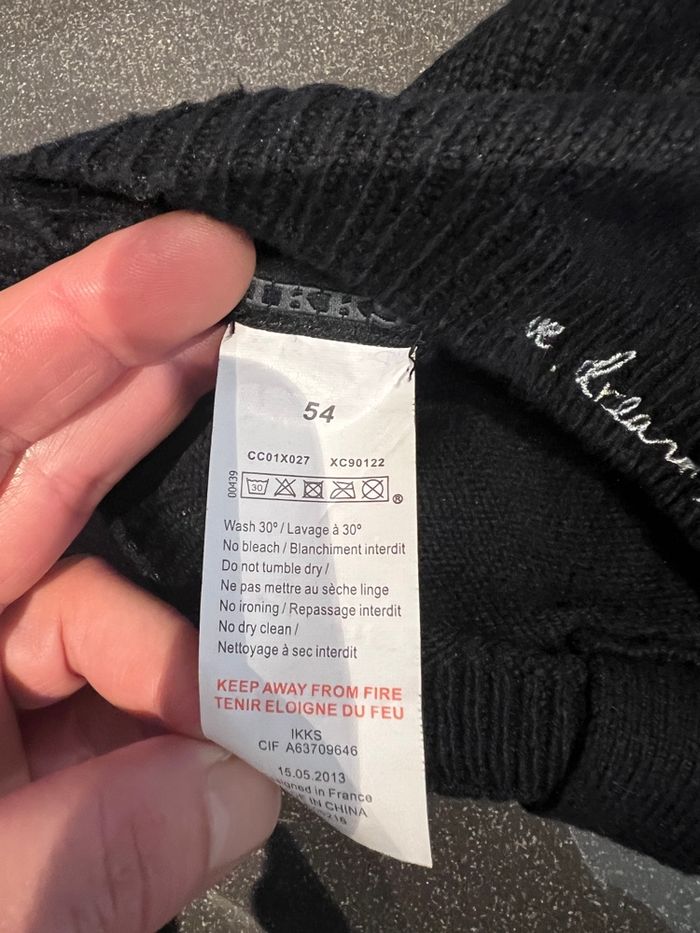 IKKS
54
CC01X027 XC90122
00439
30
®
Wash 30° / Lavage à 30°
No bleach / Blanchiment interdit
Do not tumble dry /
Ne pas mettre au sèche linge
No ironing / Repassage interdit
No dry clean /
Nettoyage à sec interdit
KEEP AWAY FROM FIRE
TENIR ELOIGNE DU FEU
IKKS
CIF A63709646
15.05.2013
signed in France
E IN CHINA